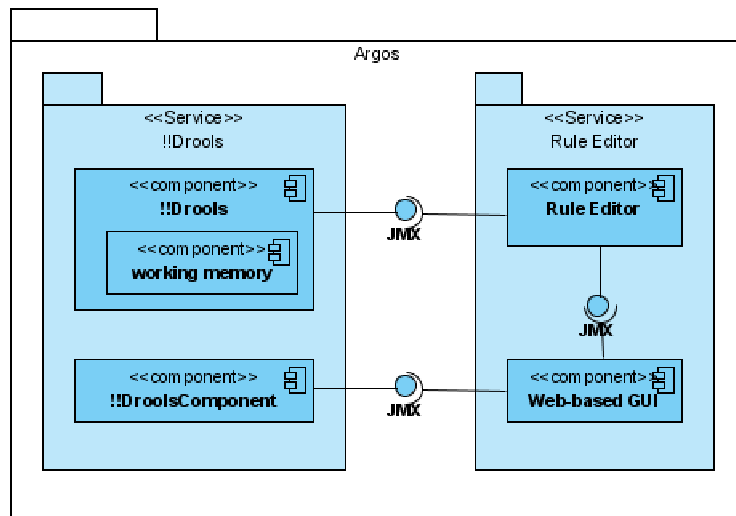 Argos
<<Service>>
!!Drools
<<component>>
!!Drools
<<component>>
working memory
<<component>>
!!DroolsComponent
JMX
JMX
<<Service>>
Rule Editor
<<component>>
Rule Editor
JMX
<<component>>
Web-based GUI